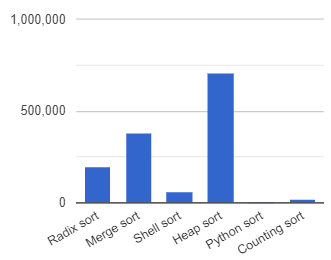 1,000,000
500,000
0
Radix sort
Merge sort
Shell sort
Heap sort
Python sort
Counting sort